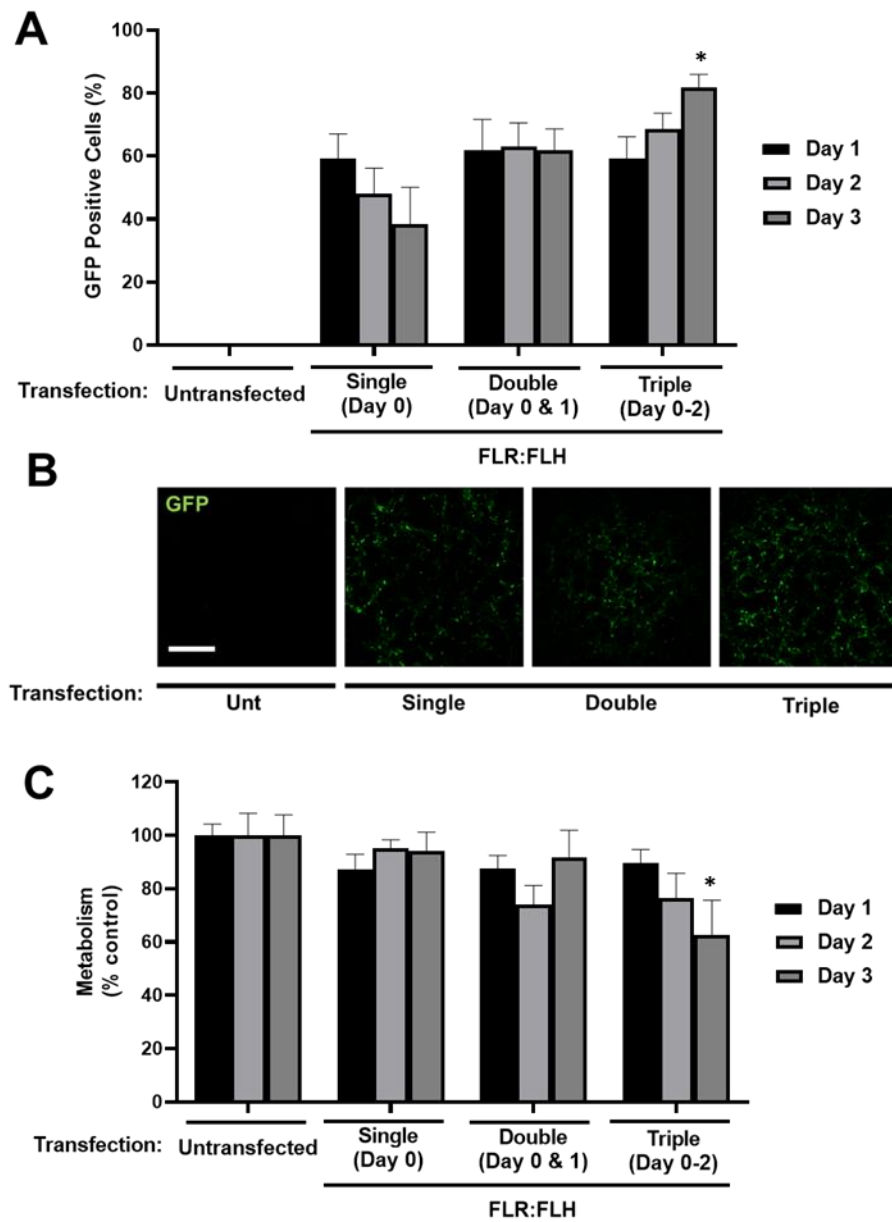 A
100
*
80
60
40
20
0
GFP Positive Cells (%)
Day 1
Day 2
Day 3
Transfection:
Untransfected
Single
(Day 0)
Double
(Day 0 & 1)
Triple
(Day 0-2)
FLR:FLH
B
GFP
Transfection:
Unt
Single
Double
Triple
C
120
100
80
60
40
20
0
Metabolism
(% control)
*
Day 1
Day 2
Day 3
Transfection:
Untransfected
Single
(Day 0)
Double
(Day 0 & 1)
Triple
(Day 0-2)
FLR:FLH